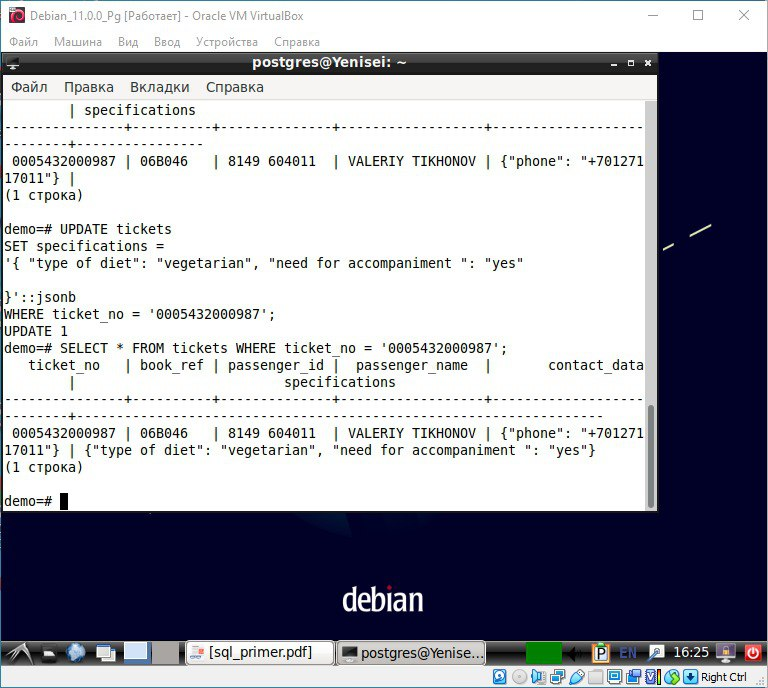 Debian_11.0.0_Pg [Работает] - Oracle VM VirtualBox
Файл Машина Вид Ввод Устройства Справка
postgres@Yenisei: ~
Файл Правка Вкладки Справка
        | specifications
---------------+----------+--------------+------------------+-------------------
--------+----------------
 0005432000987 | 06B046   | 8149 604011  | VALERIY TIKHONOV | {"phone": "+701271
17011"} |
(1 строка)
demo=# UPDATE tickets
SET specifications =
'{ "type of diet": "vegetarian", "need for accompaniment ": "yes"
}'::jsonb
WHERE ticket_no = '0005432000987';
UPDATE 1
demo=# SELECT * FROM tickets WHERE ticket_no = '0005432000987';
   ticket_no   | book_ref | passenger_id |  passenger_name  |       contact_data
        |                          specifications
---------------+----------+--------------+------------------+-------------------
--------+------------------------------------------------------------------
 0005432000987 | 06B046   | 8149 604011  | VALERIY TIKHONOV | {"phone": "+701271
17011"} | {"type of diet": "vegetarian", "need for accompaniment ": "yes"}
(1 строка)
demo=#
debian
[sql_primer.pdf] postgres@Yenise... P EN 16:25
Right Ctrl